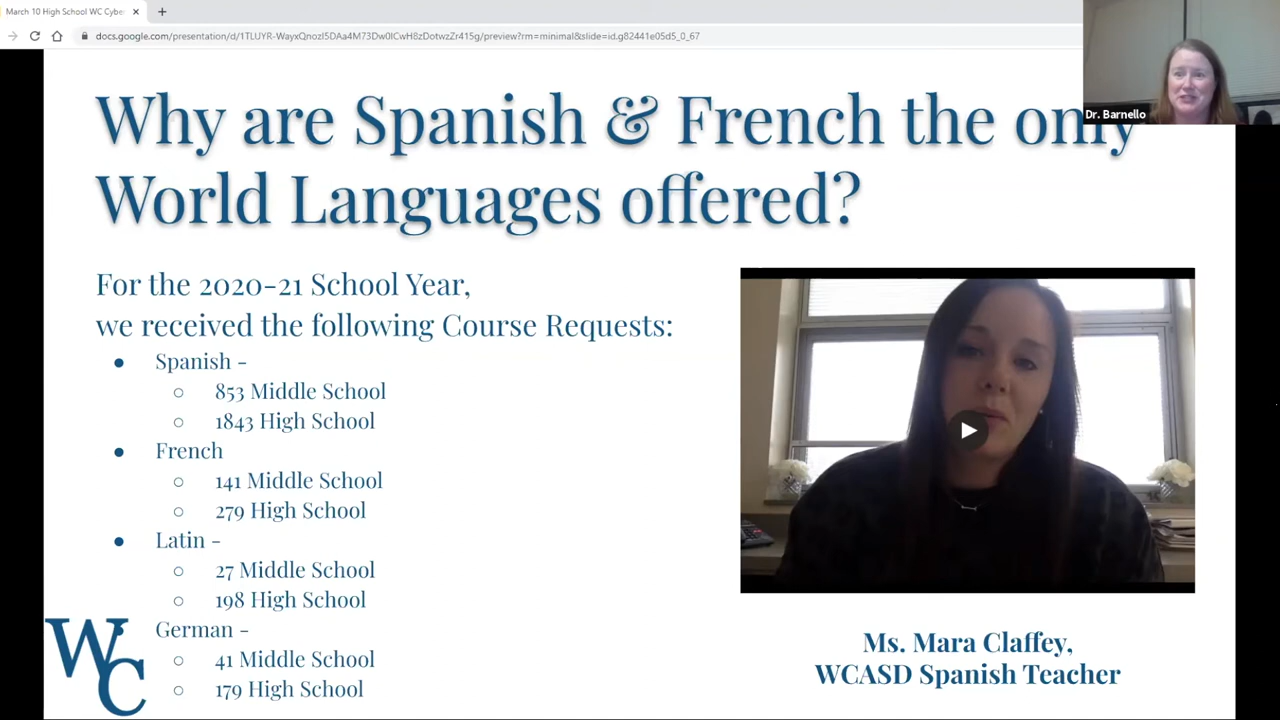 March 10 High School WC Cybe
docs.google.com/presentation/d/1TLUYR-WayxQnozI5DAa4M73Dw0ICwH8zDotwzZr415g/preview?rm=minimal&slide=id.g82441e05d5_0_67
Dr. Barnello
Why are Spanish & French the only
World Languages offered?
For the 2020-21 School Year,
we received the following Course Requests:
● Spanish -
○ 853 Middle School
○ 1843 High School
● French
○ 141 Middle School
○ 279 High School
● Latin -
○ 27 Middle School
○ 198 High School
● German -
○ 41 Middle School
○ 179 High School
WC
Ms. Mara Claffey,
WCASD Spanish Teacher